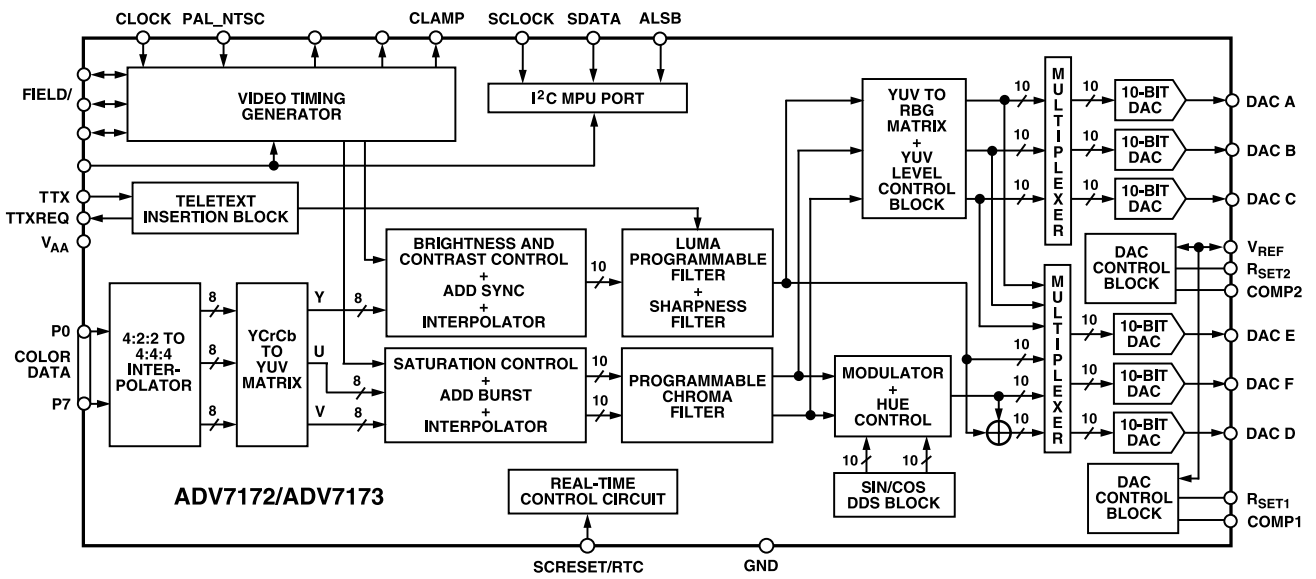 CLOCK PAL_NTSC CLAMP SCLOCK SDATA ALSB
FIELD/
VIDEO TIMING
GENERATOR
I²C MPU PORT
YUV TO
RBG
MATRIX
+
YUV
LEVEL
CONTROL
BLOCK
10
10
10
MULTIPLEXER
10
10
10
10-BIT
DAC
10-BIT
DAC
10-BIT
DAC
DAC A
DAC B
DAC C
TTX
TTXREQ
VAA
TELETEXT
INSERTION BLOCK
BRIGHTNESS AND
CONTRAST CONTROL
+
ADD SYNC
+
INTERPOLATOR
10
LUMA
PROGRAMMABLE
FILTER
+
SHARPNESS
FILTER
DAC
CONTROL
BLOCK
VREF
RSET2
COMP2
P0
COLOR
DATA
P7
4:2:2 TO
4:4:4
INTER-
POLATOR
8
8
8
YCrCb
TO
YUV
MATRIX
Y
8
U
8
V
8
SATURATION CONTROL
+
ADD BURST
+
INTERPOLATOR
10
10
PROGRAMMABLE
CHROMA
FILTER
MODULATOR
+
HUE
CONTROL
10
10
10
MULTIPLEXER
10
10
10
10-BIT
DAC
10-BIT
DAC
10-BIT
DAC
DAC E
DAC F
DAC D
10
10
SIN/COS
DDS BLOCK
ADV7172/ADV7173
REAL-TIME
CONTROL CIRCUIT
DAC
CONTROL
BLOCK
RSET1
COMP1
SCRESET/RTC
GND